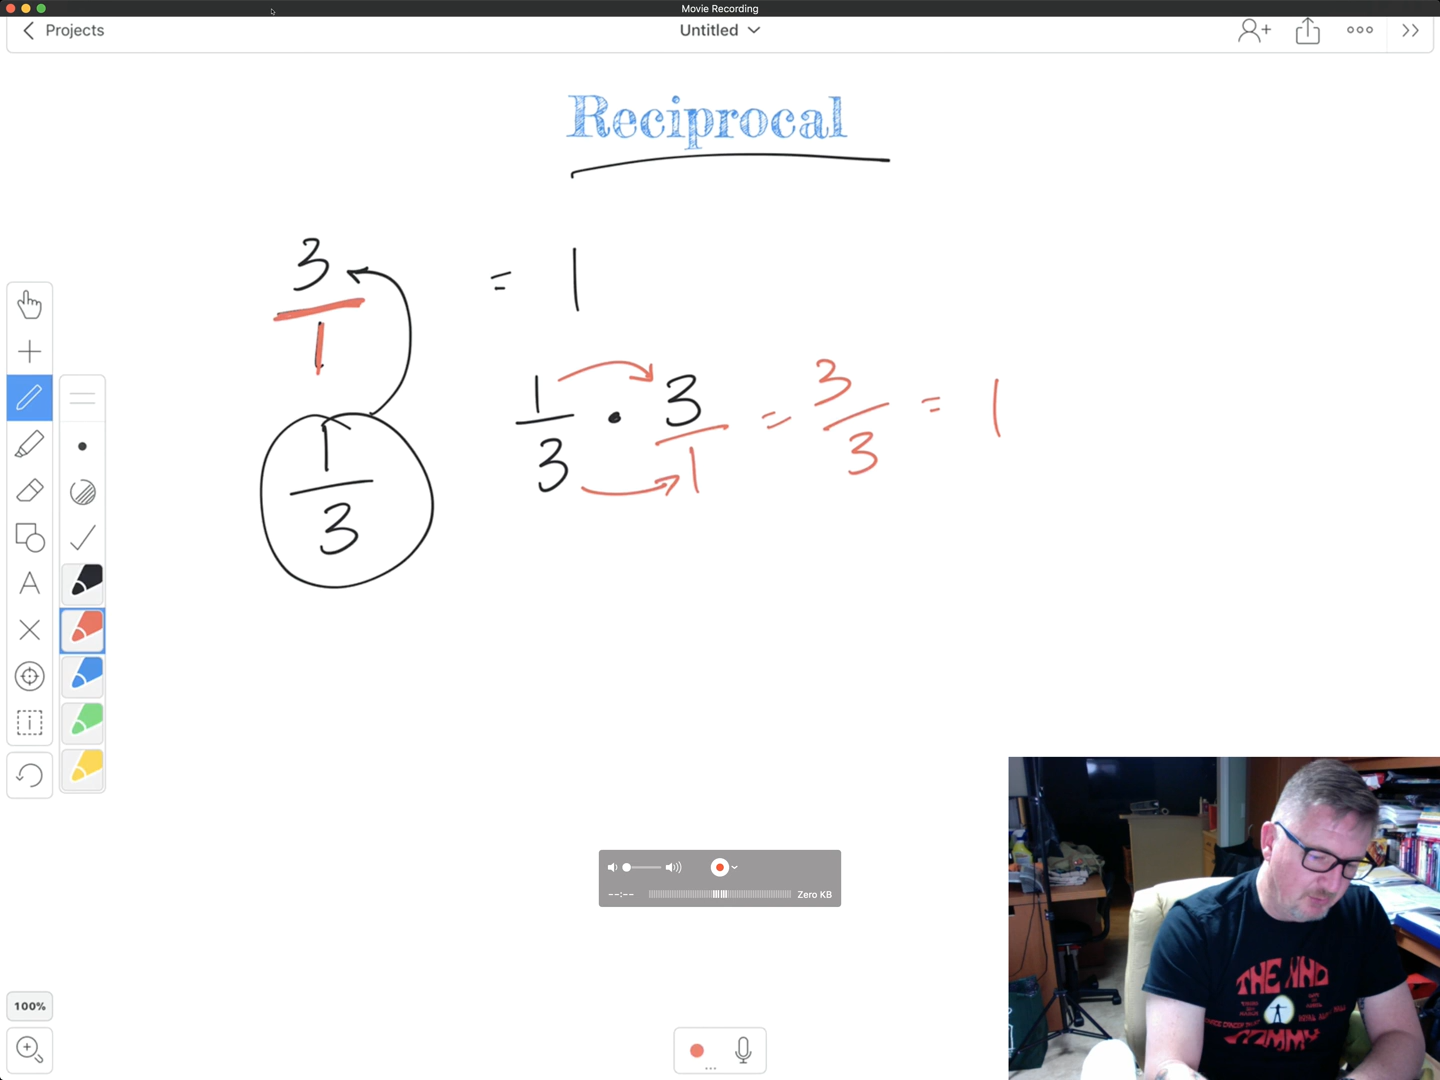 Movie Recording
Projects
Untitled
Reciprocal
3/1 = 1
1/3 • 3/1 = 3/3 = 1
1/3
A
--:--
Zero KB
100%
THE WHO
TOMMY